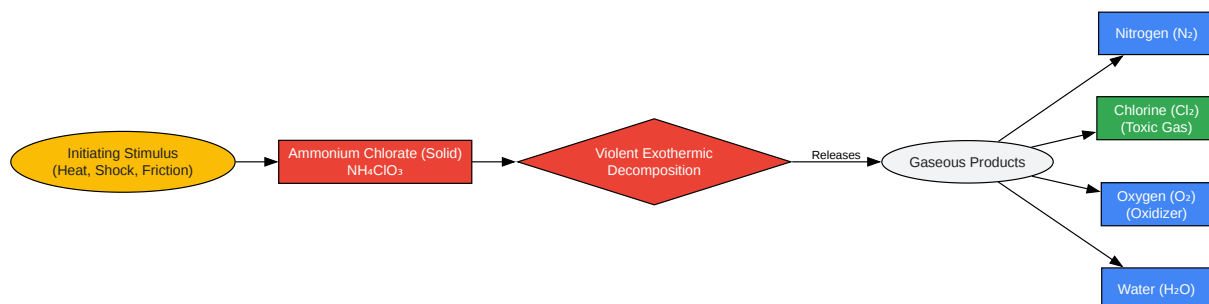 Initiating Stimulus
(Heat, Shock, Friction)
Ammonium Chlorate (Solid)
NH₄ClO₃
Violent Exothermic
Decomposition
Releases
Gaseous Products
Nitrogen (N₂)
Chlorine (Cl₂)
(Toxic Gas)
Oxygen (O₂)
(Oxidizer)
Water (H₂O)